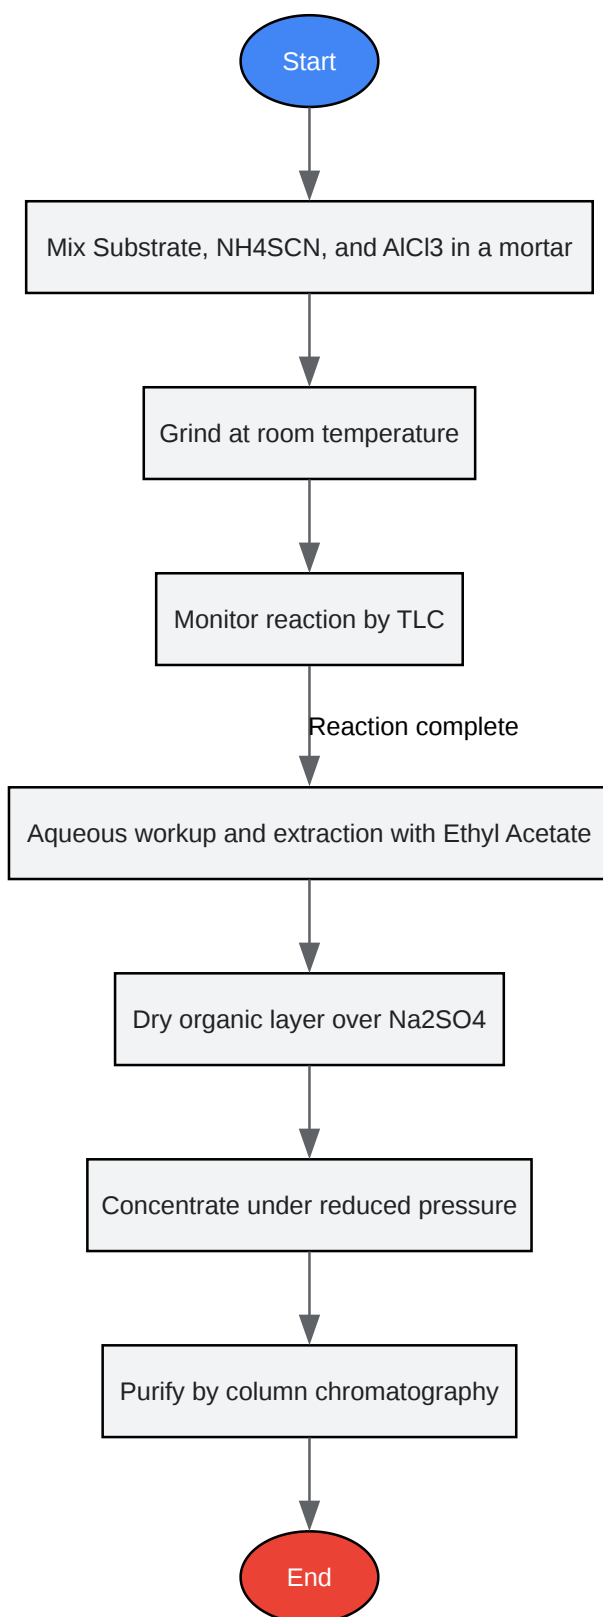 Start
Mix Substrate, NH4SCN, and AlCl3 in a mortar
Grind at room temperature
Monitor reaction by TLC
Reaction complete
Aqueous workup and extraction with Ethyl Acetate
Dry organic layer over Na2SO4
Concentrate under reduced pressure
Purify by column chromatography
End